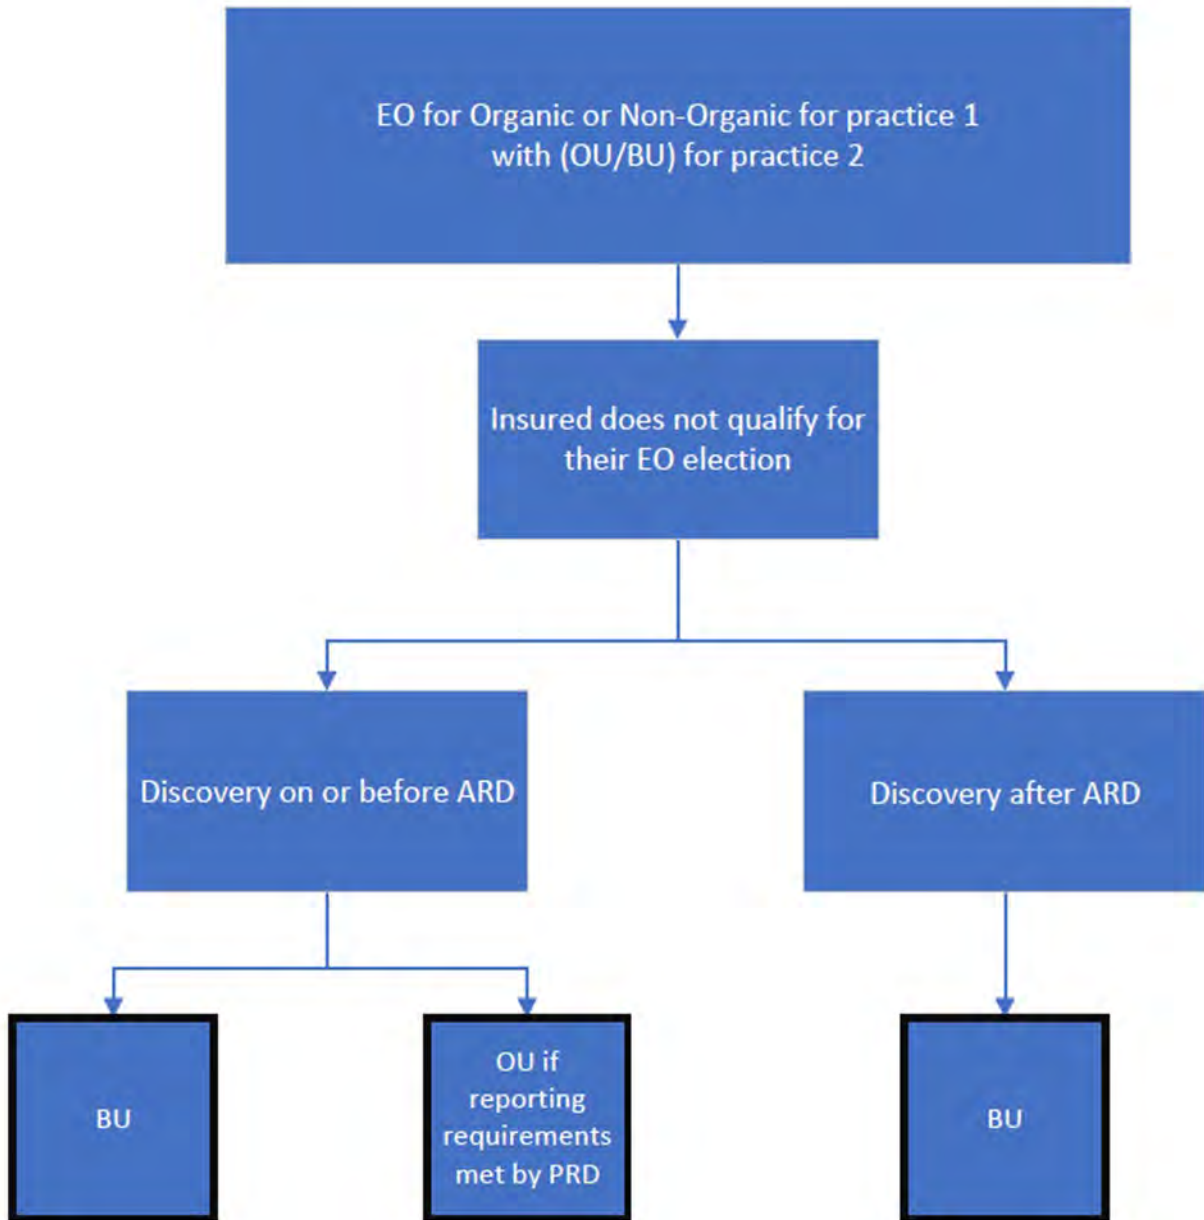 EO for Organic or Non-Organic for practice 1
with (OU/BU) for practice 2
Insured does not qualify for
their EO election
Discovery on or before ARD
Discovery after ARD
BU
OU if
reporting
requirements
met by PRD
BU